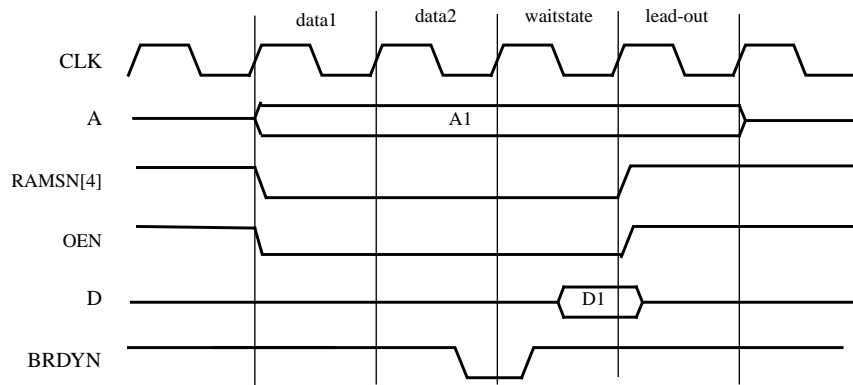 data1 data2 waitstate lead-out
CLK
A A1
RAMSN[4]
OEN
D D1
BRDYN